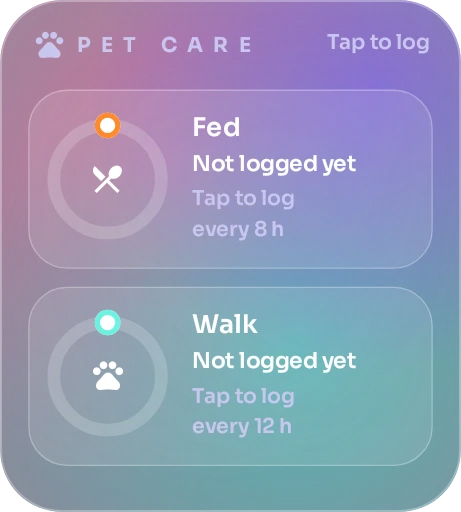 PET CARE
Tap to log
Fed
Not logged yet
Tap to log
every 8 h
Walk
Not logged yet
Tap to log
every 12 h